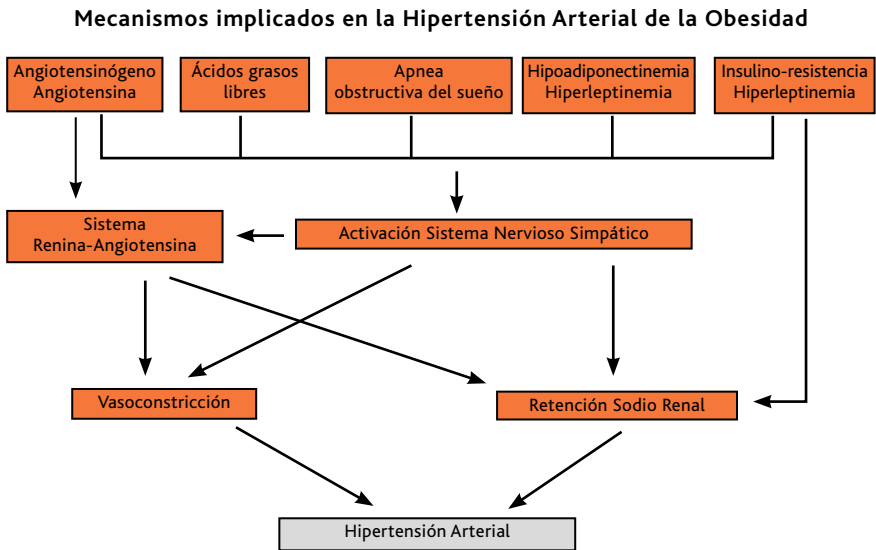 Mecanismos implicados en la Hipertensión Arterial de la Obesidad
Angiotensinógeno
Angiotensina
Ácidos grasos
libres
Apnea
obstructiva del sueño
Hipoadiponectinemia
Hiperleptinemia
Insulino-resistencia
Hiperleptinemia
Sistema
Renina-Angiotensina
Activación Sistema Nervioso Simpático
Vasoconstricción
Retención Sodio Renal
Hipertensión Arterial